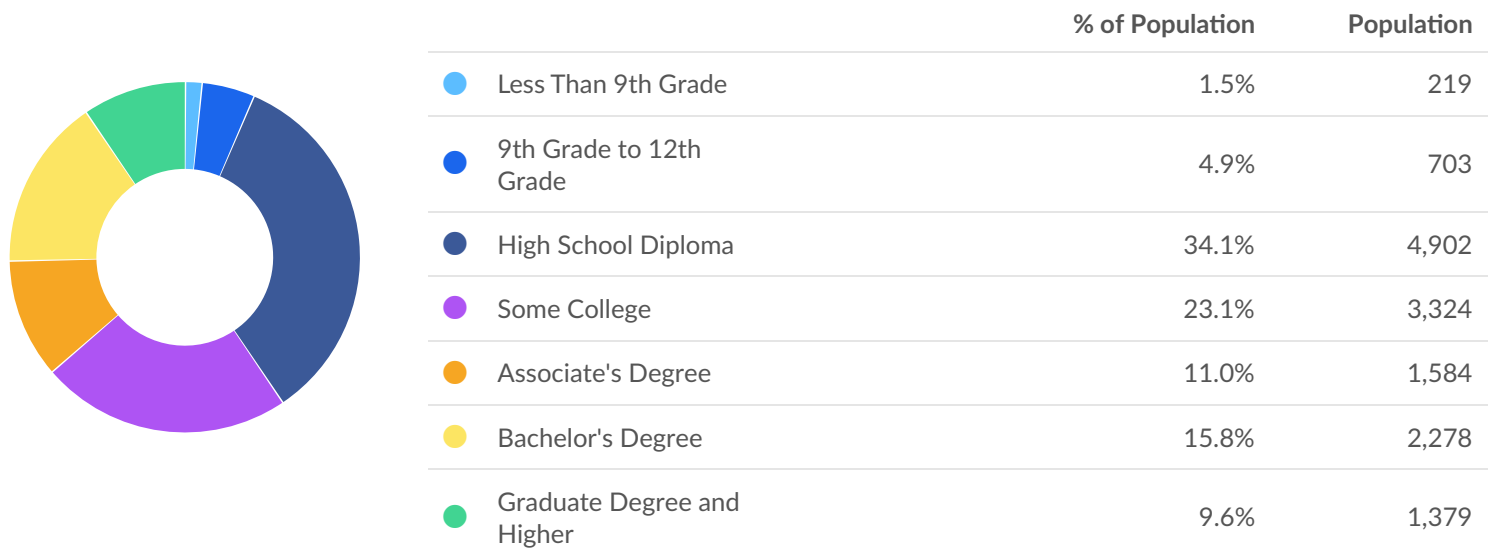 % of Population Population
Less Than 9th Grade 1.5% 219
9th Grade to 12th
Grade 4.9% 703
High School Diploma 34.1% 4,902
Some College 23.1% 3,324
Associate's Degree 11.0% 1,584
Bachelor's Degree 15.8% 2,278
Graduate Degree and
Higher 9.6% 1,379